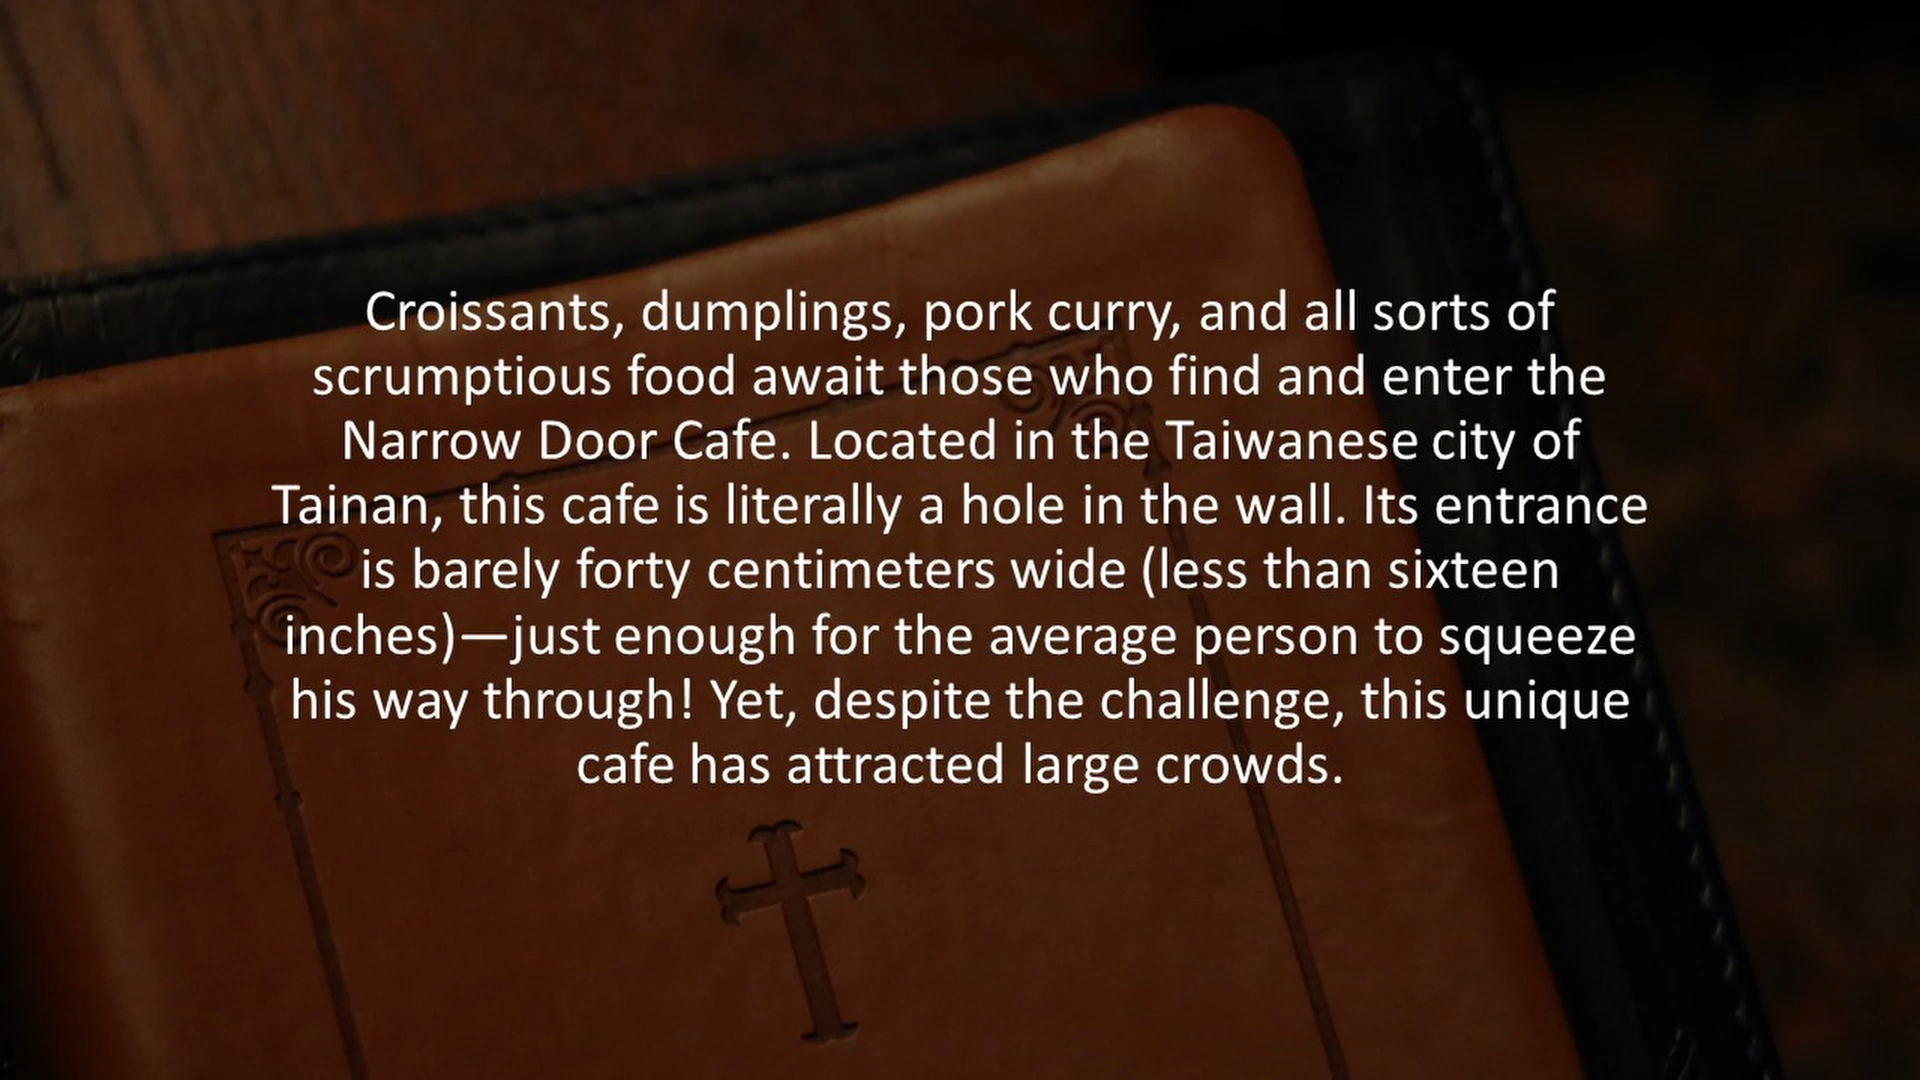 Croissants, dumplings, pork curry, and all sorts of
scrumptious food await those who find and enter the
Narrow Door Cafe. Located in the Taiwanese city of
Tainan, this cafe is literally a hole in the wall. Its entrance
is barely forty centimeters wide (less than sixteen
inches)—just enough for the average person to squeeze
his way through! Yet, despite the challenge, this unique
cafe has attracted large crowds.